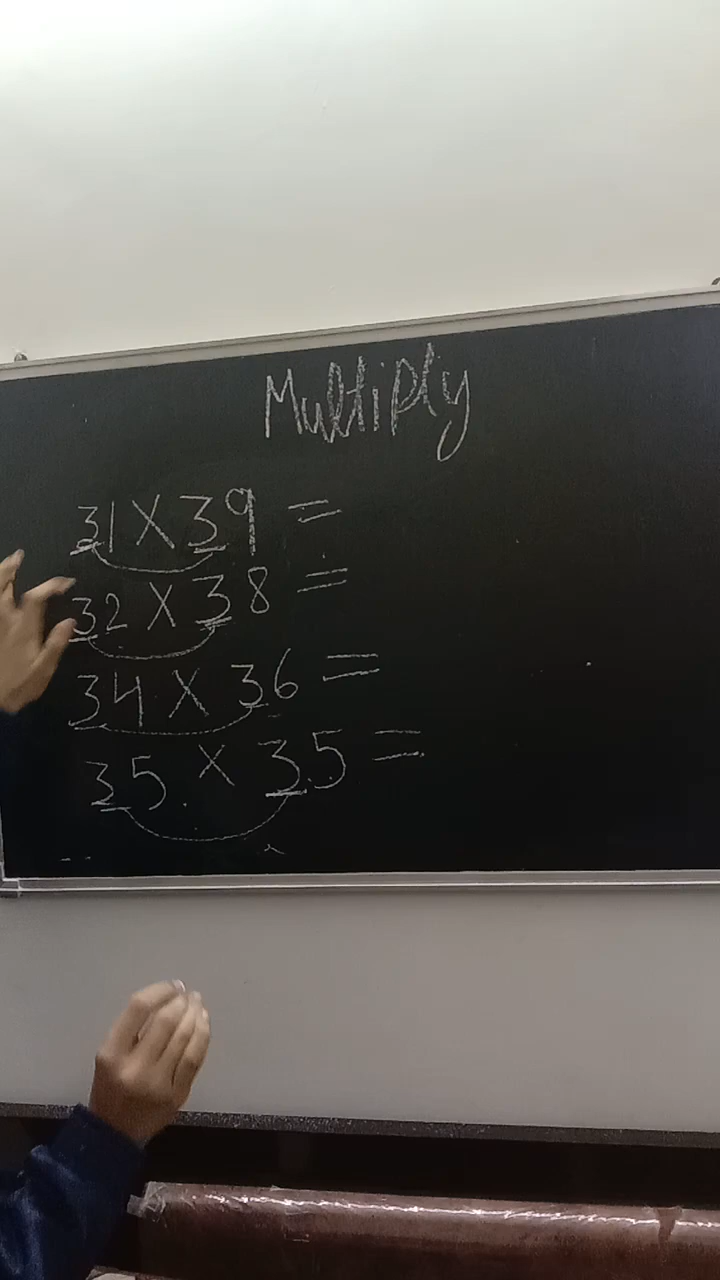 Multiply
31 X 39 =
32 X 38 =
34 X 36 =
35 X 35 =